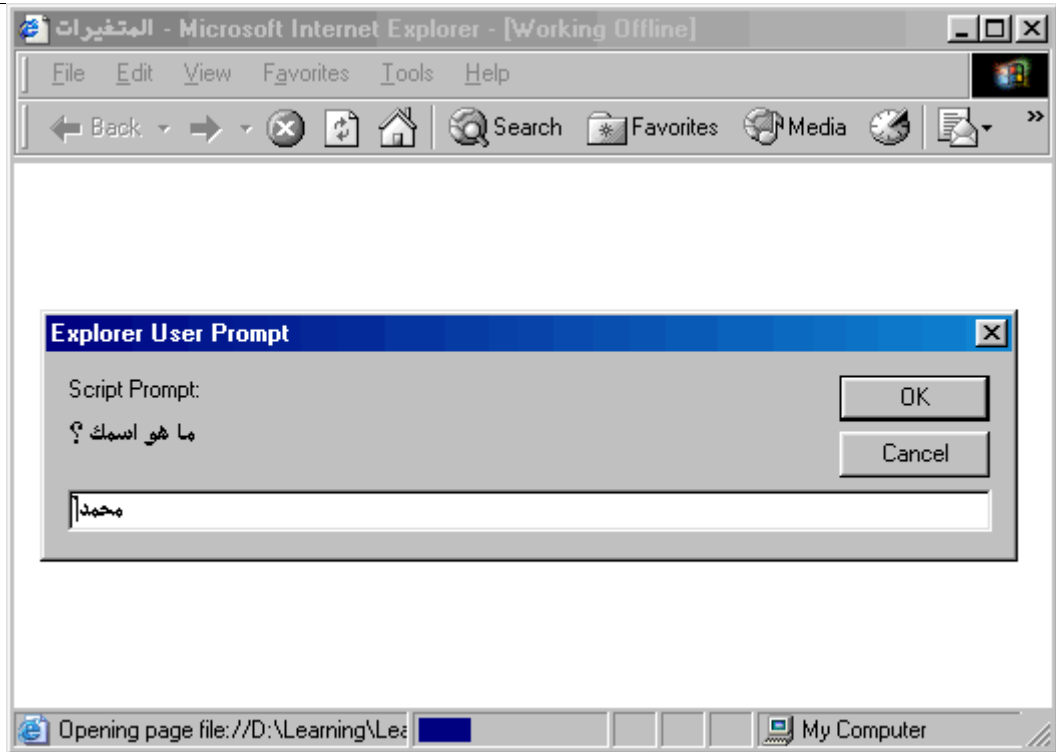 المتغيرات - Microsoft Internet Explorer - [Working Offline]
File Edit View Favorites Tools Help
Back Search Favorites Media »
Explorer User Prompt
Script Prompt:
OK
ما هو اسمك ؟
Cancel
محمد
Opening page file://D:\Learning\Lea My Computer